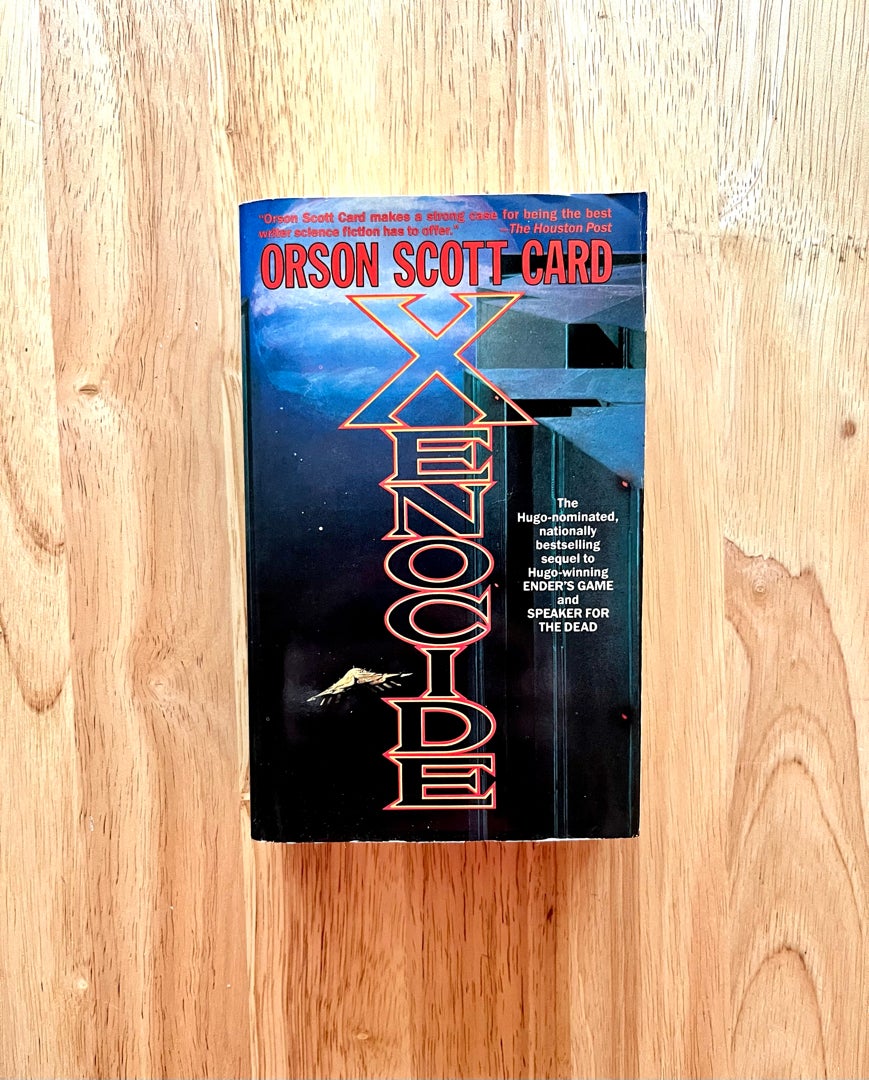 "Orson Scott Card makes a strong case for being the best
writer science fiction has to offer." —The Houston Post
ORSON SCOTT CARD
XENOCIDE
The
Hugo-nominated,
nationally
bestselling
sequel to
Hugo-winning
ENDER'S GAME
and
SPEAKER FOR
THE DEAD